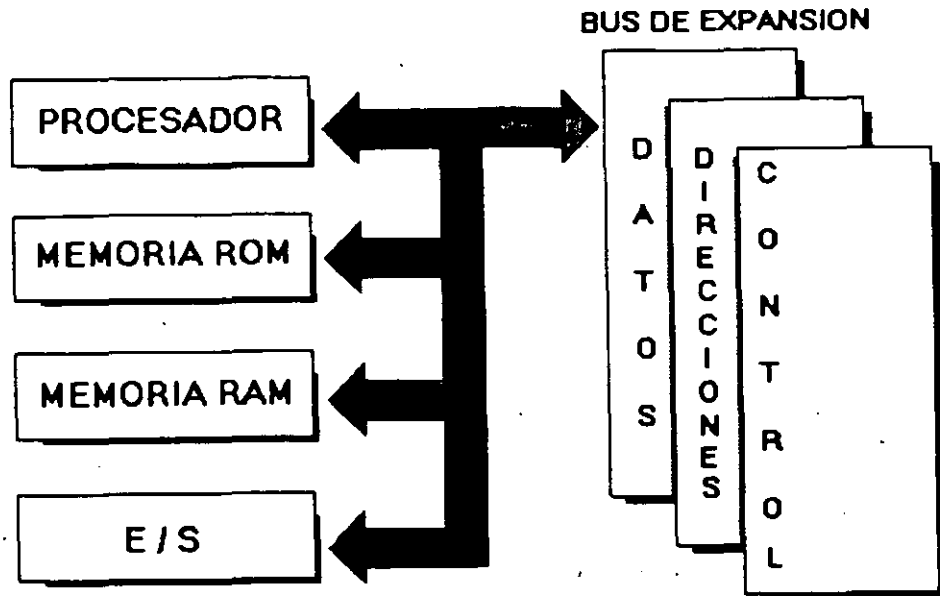 BUS DE EXPANSION
PROCESADOR
MEMORIA ROM
MEMORIA RAM
E / S
DATOS
DIRECCIONES
CONTROL